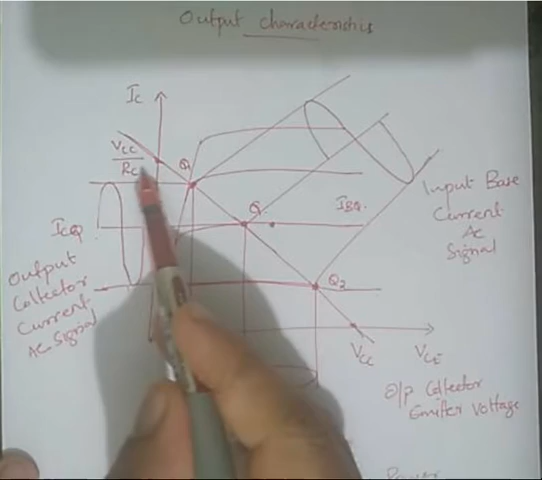 Output characteristics
Ic
Vcc
Rc
Q1
Q
IBQ
Input Base
Current
AC
Signal
ICQ
Output
Collector
Current
AC Signal
Q2
Vcc
VCE
O/p Collector
Emitter Voltage
Power